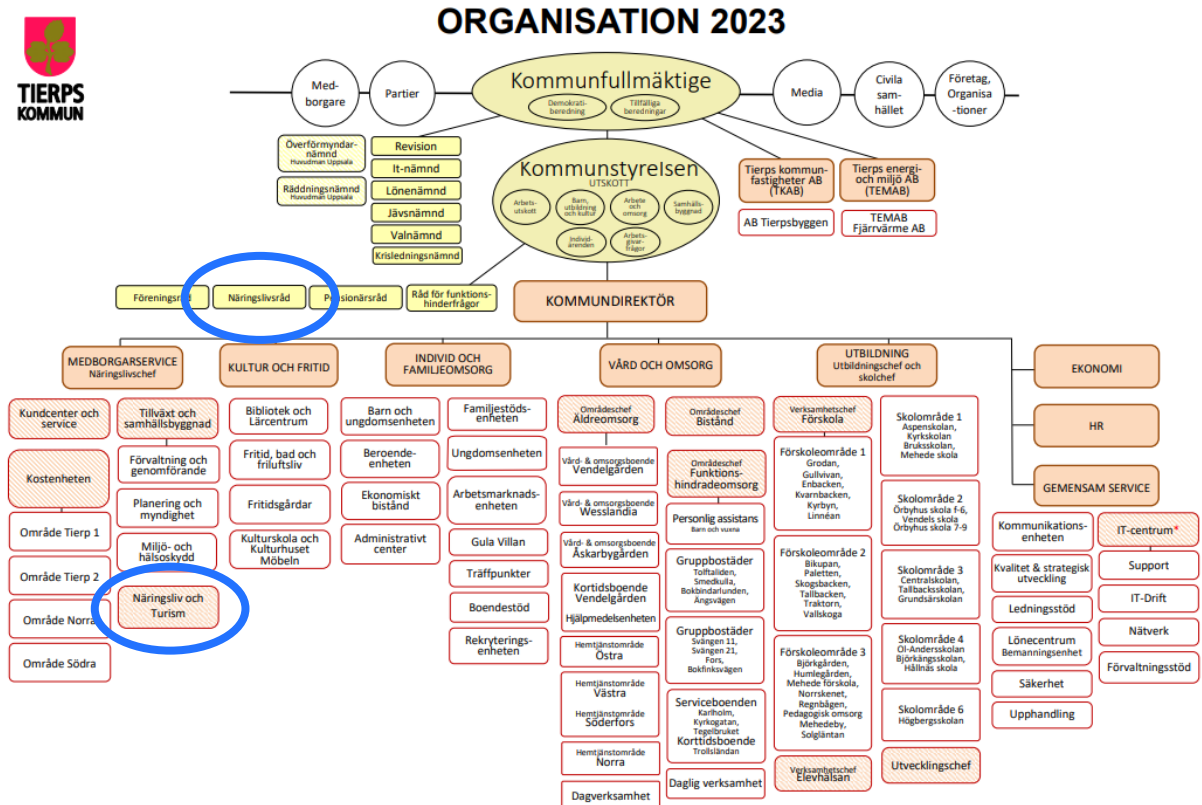 ORGANISATION 2023
TIERPS
KOMMUN
Med-
borgare
Partier
Kommunfullmäktige
Demokrati-
beredning
Tillfälliga
beredningar
Media
Civila
sam-
hället
Företag,
Organisa
-tioner
Överförmyndar-
nämnd
Huvudman Uppsala
Räddningsnämnd
Huvudman Uppsala
Revision
It-nämnd
Lönenämnd
Jävsnämnd
Valnämnd
Krisledningsnämnd
Kommunstyrelsen
UTSKOTT
Arbets-
utskott
Barn,
utbildning
och kultur
Arbete
och
omsorg
Samhälls-
byggnad
Individ-
ärenden
Arbets-
givar-
frågor
Tierps kommun-
fastigheter AB
(TKAB)
AB Tierpsbyggen
Tierps energi-
och miljö AB
(TEMAB)
TEMAB
Fjärrvärme AB
Föreningsråd
Näringslivsråd
Pensionärsråd
Råd för funktions-
hinderfrågor
KOMMUNDIREKTÖR
MEDBORGARSERVICE
Näringslivschef
KULTUR OCH FRITID
INDIVID OCH
FAMILJEOMSORG
VÅRD OCH OMSORG
UTBILDNING
Utbildningschef och
skolchef
EKONOMI
HR
GEMENSAM SERVICE
Kundcenter och
service
Kostenheten
Område Tierp 1
Område Tierp 2
Område Norra
Område Södra
Tillväxt och
samhällsbyggnad
Förvaltning och
genomförande
Planering och
myndighet
Miljö- och
hälsoskydd
Näringsliv och
Turism
Bibliotek och
Lärcentrum
Fritid, bad och
friluftsliv
Fritidsgårdar
Kulturskola och
Kulturhuset
Möbeln
Barn och
ungdomsenheten
Beroende-
enheten
Ekonomiskt
bistånd
Administrativt
center
Familjestöds-
enheten
Ungdomsenheten
Arbetsmarknads-
enheten
Gula Villan
Träffpunkter
Boendestöd
Rekryterings-
enheten
Områdeschef
Äldreomsorg
Vård- & omsorgsboende
Vendelgården
Vård- & omsorgsboende
Wesslandia
Vård- & omsorgsboende
Åskarbygården
Kortidsboende
Vendelgården
Hjälpmedelsenheten
Hemtjänstområde
Östra
Hemtjänstområde
Västra
Hemtjänstområde
Söderfors
Hemtjänstområde
Norra
Dagverksamhet
Områdeschef
Bistånd
Områdeschef
Funktions-
hindradeomsorg
Personlig assistans
Barn och vuxna
Gruppbostäder
Tolftaliden,
Smedkulla,
Bokbindarlunden,
Ängsvägen
Gruppbostäder
Svängen 11,
Svängen 21,
Fors,
Bokfinksvägen
Serviceboenden
Karlholm,
Kyrkogatan,
Tegelbruket
Korttidsboende
Trollsländan
Daglig verksamhet
Verksamhetschef
Förskola
Förskoleområde 1
Grodan,
Gullvivan,
Enbacken,
Kvarnbacken,
Kyrbyn,
Linnéan
Förskoleområde 2
Bikupan,
Paletten,
Skogsbacken,
Tallbacken,
Traktorn,
Vallskoga
Förskoleområde 3
Björkgården,
Humlegården,
Mehede förskola,
Norrskenet,
Regnbågen,
Pedagogisk omsorg
Mehedeby,
Solgläntan
Verksamhetschef
Elevhälsan
Skolområde 1
Aspenskolan,
Kyrkskolan
Bruksskolan,
Mehede skola
Skolområde 2
Örbyhus skola f-6,
Vendels skola
Örbyhus skola 7-9
Skolområde 3
Centralskolan,
Tallbacksskolan,
Grundsärskolan
Skolområde 4
Ol-Andersskolan
Björkängsskolan,
Hållnäs skola
Skolområde 6
Högbergsskolan
Utvecklingschef
Kommunikations-
enheten
Kvalitet & strategisk
utveckling
Ledningsstöd
Lönecentrum
Bemanningsenhet
Säkerhet
Upphandling
IT-centrum*
Support
IT-Drift
Nätverk
Förvaltningsstöd